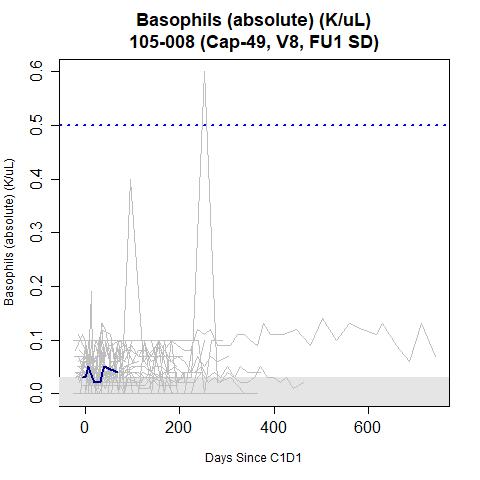 Basophils (absolute) (K/uL)
105-008 (Cap-49, V8, FU1 SD)
Basophils (absolute) (K/uL)
0.6
0.5
0.4
0.3
0.2
0.1
0.0
0
200
400
600
Days Since C1D1